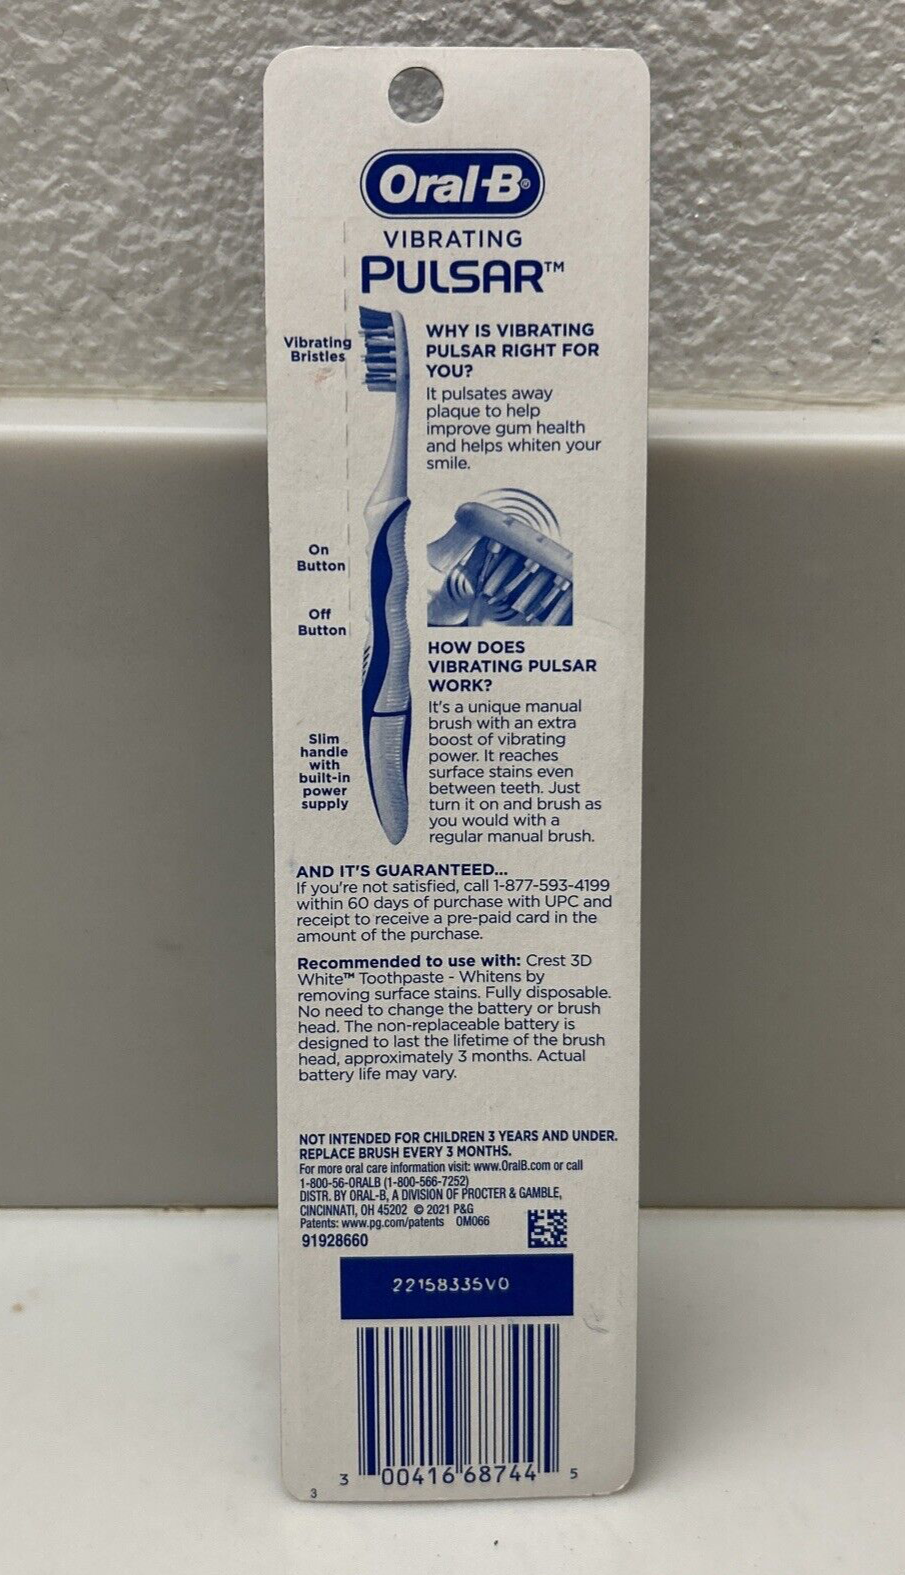 Oral-B®
VIBRATING
PULSAR™
Vibrating
Bristles
On
Button
Off
Button
Slim
handle
with
built-in
power
supply
WHY IS VIBRATING
PULSAR RIGHT FOR
YOU?
It pulsates away
plaque to help
improve gum health
and helps whiten your
smile.
HOW DOES
VIBRATING PULSAR
WORK?
It's a unique manual
brush with an extra
boost of vibrating
power. It reaches
surface stains even
between teeth. Just
turn it on and brush as
you would with a
regular manual brush.
AND IT'S GUARANTEED...
If you're not satisfied, call 1-877-593-4199
within 60 days of purchase with UPC and
receipt to receive a pre-paid card in the
amount of the purchase.
Recommended to use with: Crest 3D
White™ Toothpaste - Whitens by
removing surface stains. Fully disposable.
No need to change the battery or brush
head. The non-replaceable battery is
designed to last the lifetime of the brush
head, approximately 3 months. Actual
battery life may vary.
NOT INTENDED FOR CHILDREN 3 YEARS AND UNDER.
REPLACE BRUSH EVERY 3 MONTHS.
For more oral care information visit: www.OralB.com or call
1-800-56-ORALB (1-800-566-7252)
DISTR. BY ORAL-B, A DIVISION OF PROCTER & GAMBLE,
CINCINNATI, OH 45202 © 2021 P&G
Patents: www.pg.com/patents OM066
91928660
22158335V0
3 00416 68744 5
3